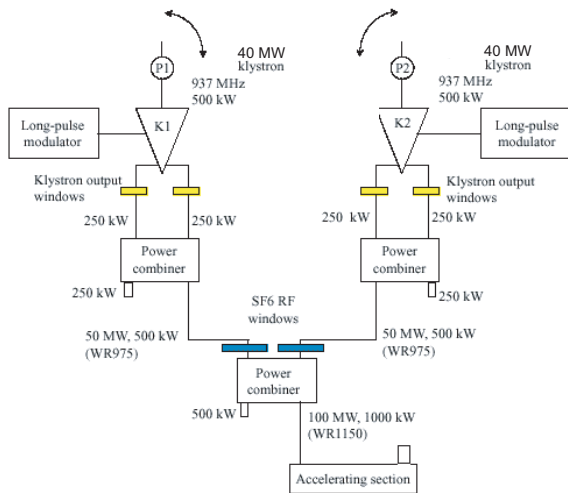 40 MW
klystron
P1
937 MHz
500 kW
K1
Long-pulse
modulator
40 MW
klystron
P2
937 MHz
500 kW
K2
Long-pulse
modulator
Klystron output
windows
250 kW
250 kW
Klystron output
windows
250 kW
250 kW
Power
combiner
250 kW
Power
combiner
250 kW
SF6 RF
windows
50 MW, 500 kW
(WR975)
50 MW, 500 kW
(WR975)
Power
combiner
500 kW
100 MW, 1000 kW
(WR1150)
Accelerating section